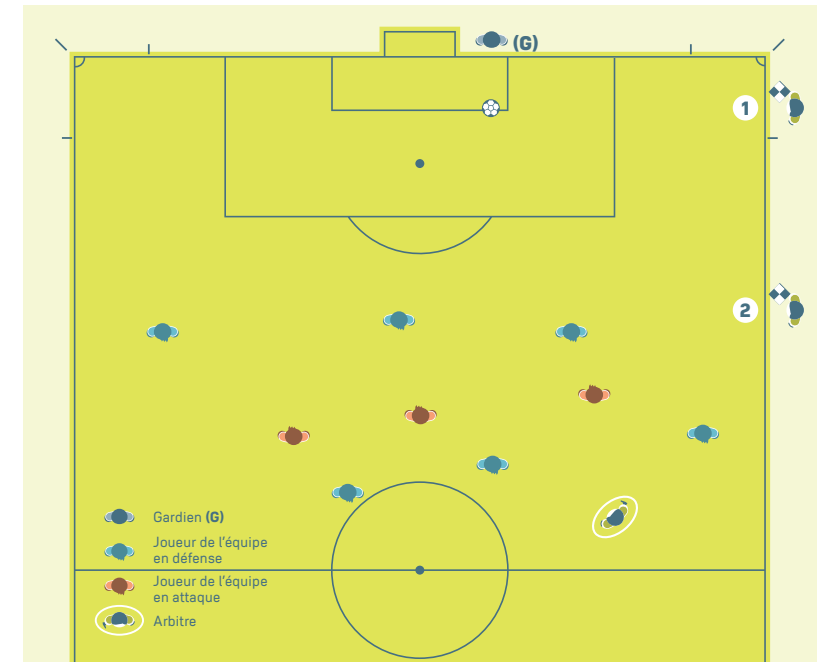 (G)
1
2
Gardien (G)
Joueur de l'équipe
en défense
Joueur de l'équipe
en attaque
Arbitre